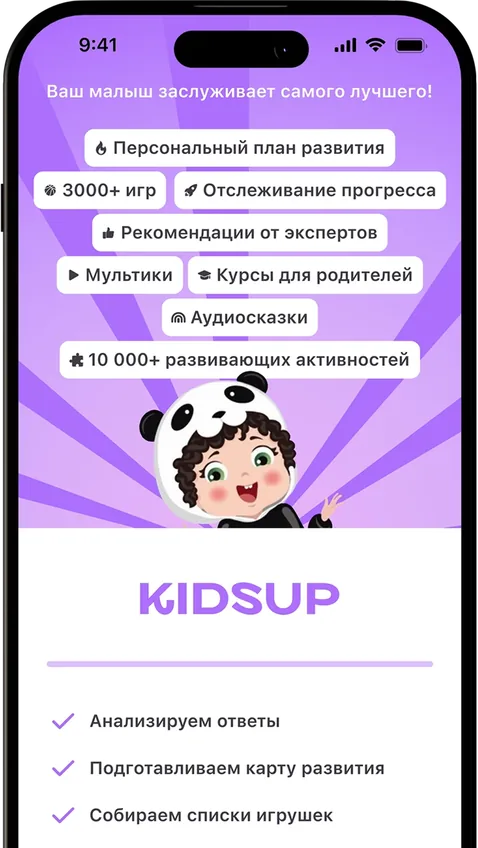 9:41
Ваш малыш заслуживает самого лучшего!
Персональный план развития
3000+ игр
Отслеживание прогресса
Рекомендации от экспертов
Мультики
Курсы для родителей
Аудиосказки
10 000+ развивающих активностей
KIDSUP
Анализируем ответы
Подготавливаем карту развития
Собираем списки игрушек